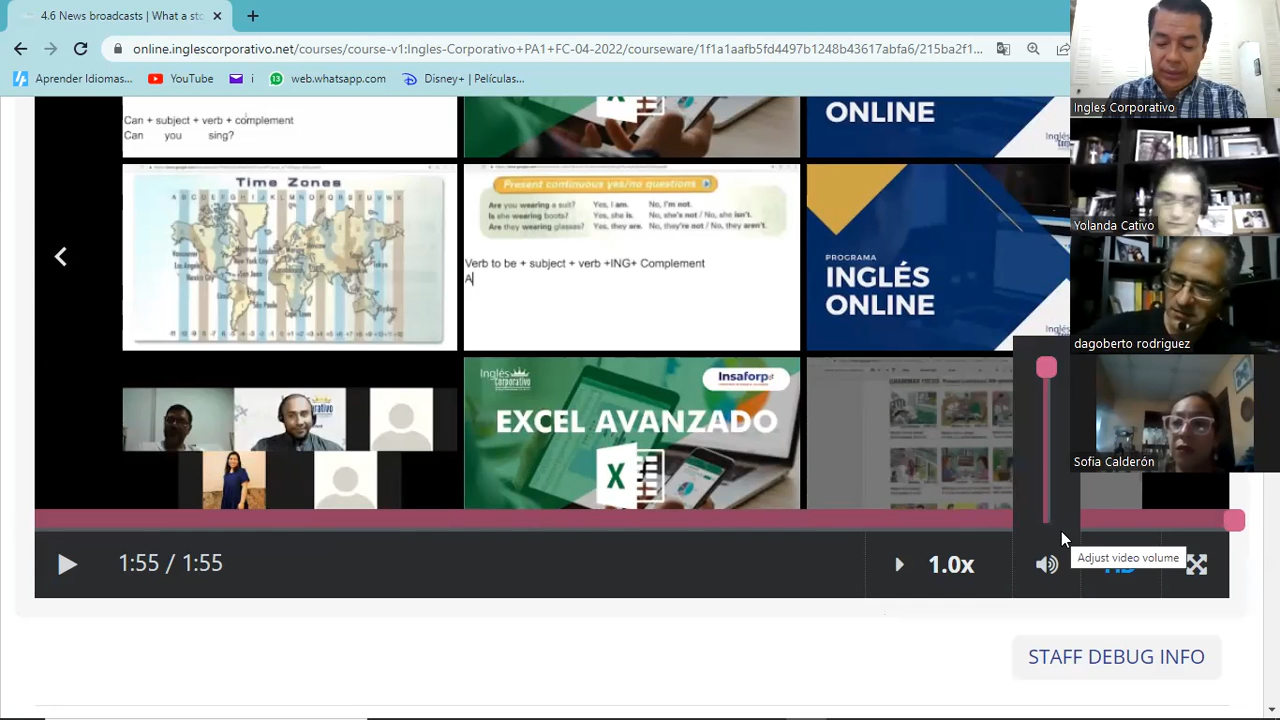 4.6 News broadcasts | What a sto
online.inglescorporativo.net/courses/course-v1:Ingles-Corporativo+PA1+FC-04-2022/courseware/1f1a1aafb5fd4497b1248b43617abfa6/215ba2f1...
Aprender Idiomas... YouTube i web.whatsapp.com Disney+ | Películas...
Can + subject + verb + complement
Can you sing?
ONLINE
Ingles Corporativo
Time Zones
Present continuous yes/no questions
Are you wearing a suit? Yes, I am. No, I'm not.
Is she wearing boots? Yes, she is. No, she's not / No, she isn't.
Are they wearing glasses? Yes, they are. No, they're not / No, they aren't.
Verb to be + subject + verb +ING+ Complement
A
PROGRAMA
INGLÉS
ONLINE
Yolanda Cativo
dagoberto rodriguez
Inglés
Corporativo
Insaforp
EXCEL AVANZADO
X
Sofia Calderón
1:55 / 1:55
1.0x
HD
Adjust video volume
STAFF DEBUG INFO